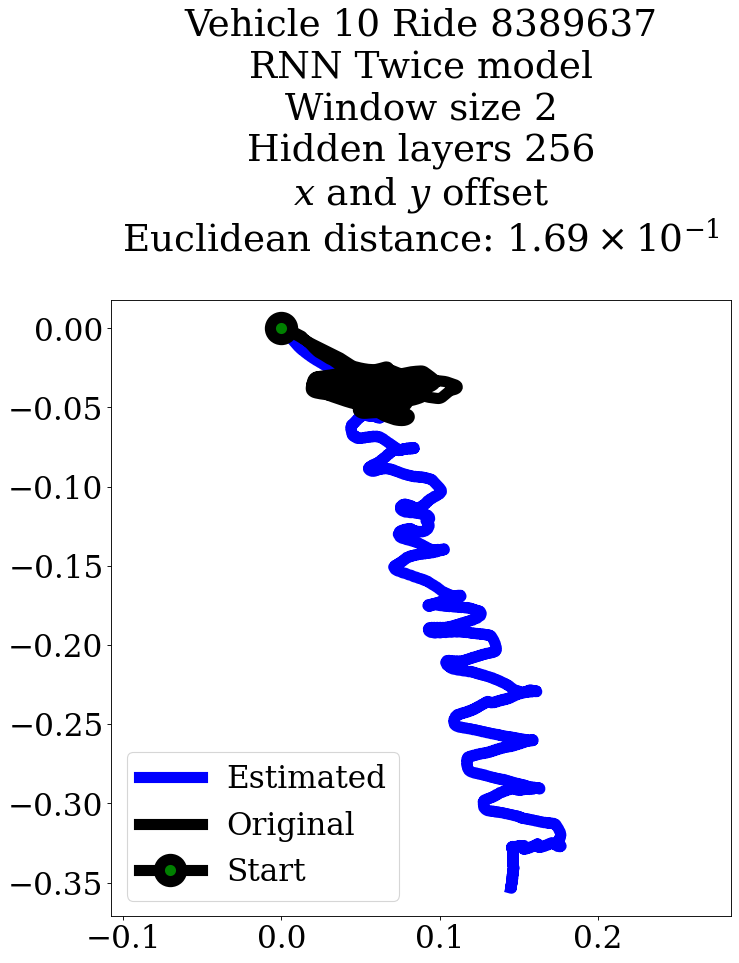 Vehicle 10 Ride 8389637
RNN Twice model
Window size 2
Hidden layers 256
x and y offset
Euclidean distance: 1.69 × 10⁻¹
0.00
−0.05
−0.10
−0.15
−0.20
−0.25
−0.30
−0.35
Estimated
Original
Start
−0.1 0.0 0.1 0.2